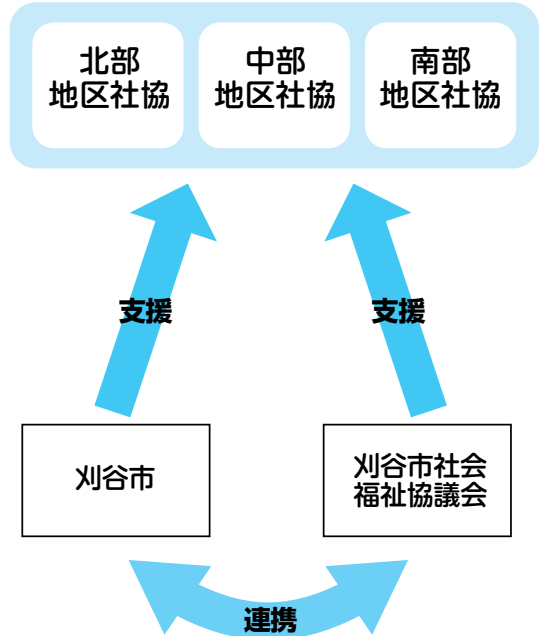 北部
地区社協
中部
地区社協
南部
地区社協
支援
支援
刈谷市
刈谷市社会
福祉協議会
連携